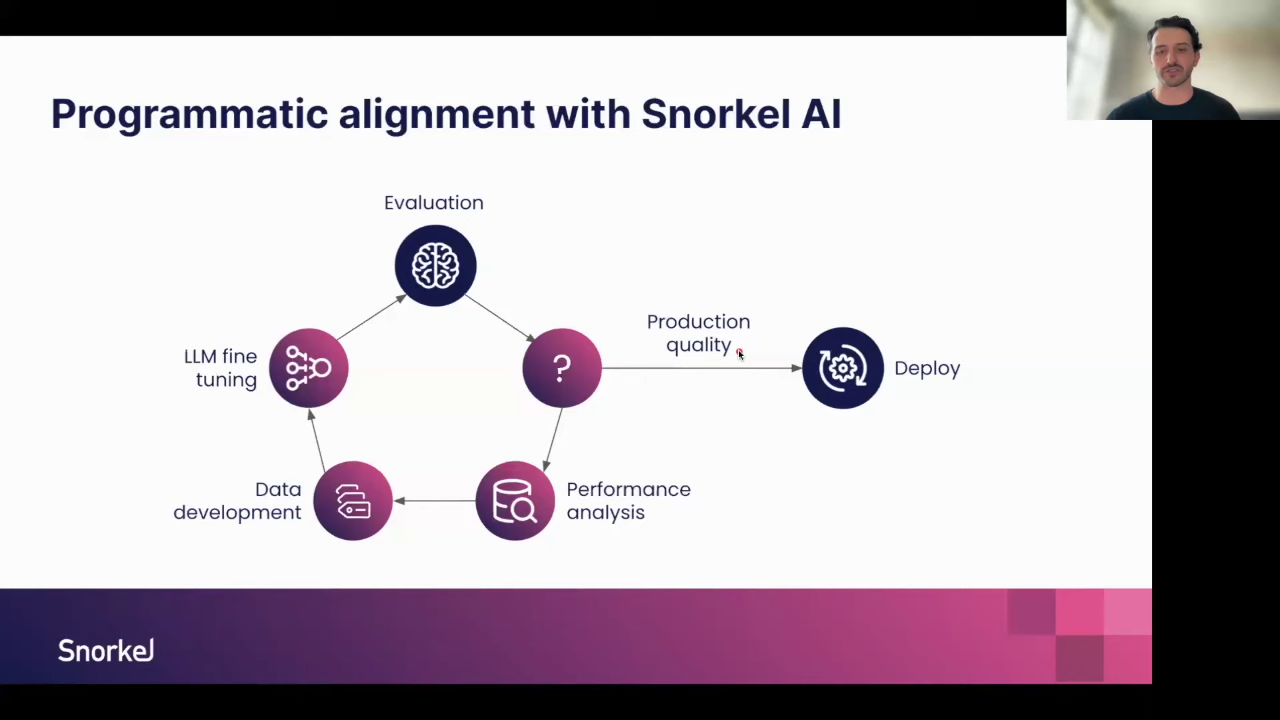 Programmatic alignment with Snorkel AI
Evaluation
Production
quality
LLM fine
tuning
?
Deploy
Data
development
Performance
analysis
Snorkel